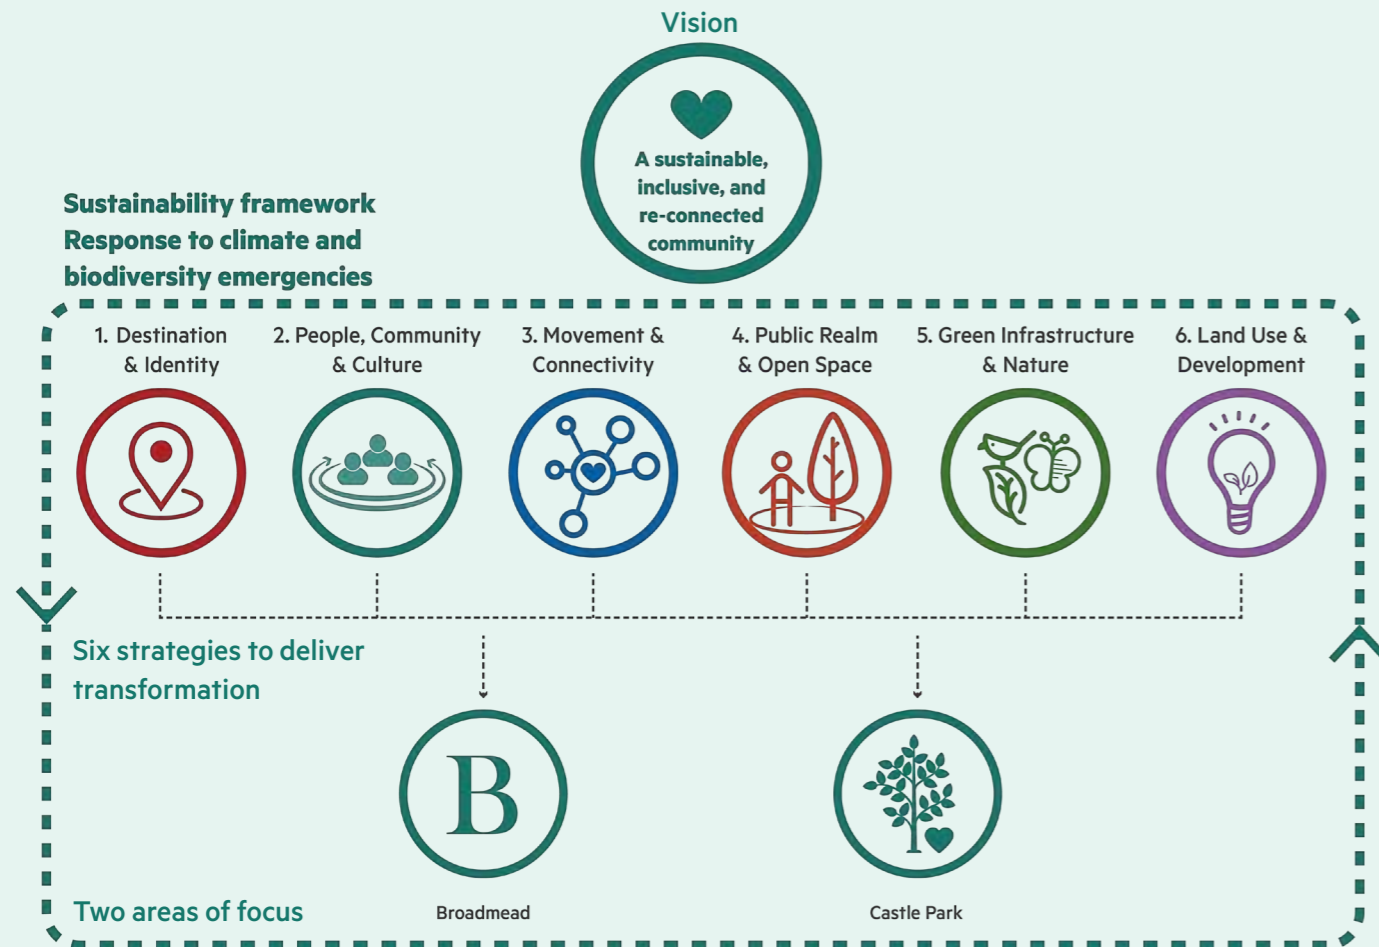 Vision
A sustainable,
inclusive, and
re-connected
community
Sustainability framework
Response to climate and
biodiversity emergencies
1. Destination
& Identity
2. People, Community
& Culture
3. Movement &
Connectivity
4. Public Realm
& Open Space
5. Green Infrastructure
& Nature
6. Land Use &
Development
Six strategies to deliver
transformation
B
Two areas of focus
Broadmead
Castle Park